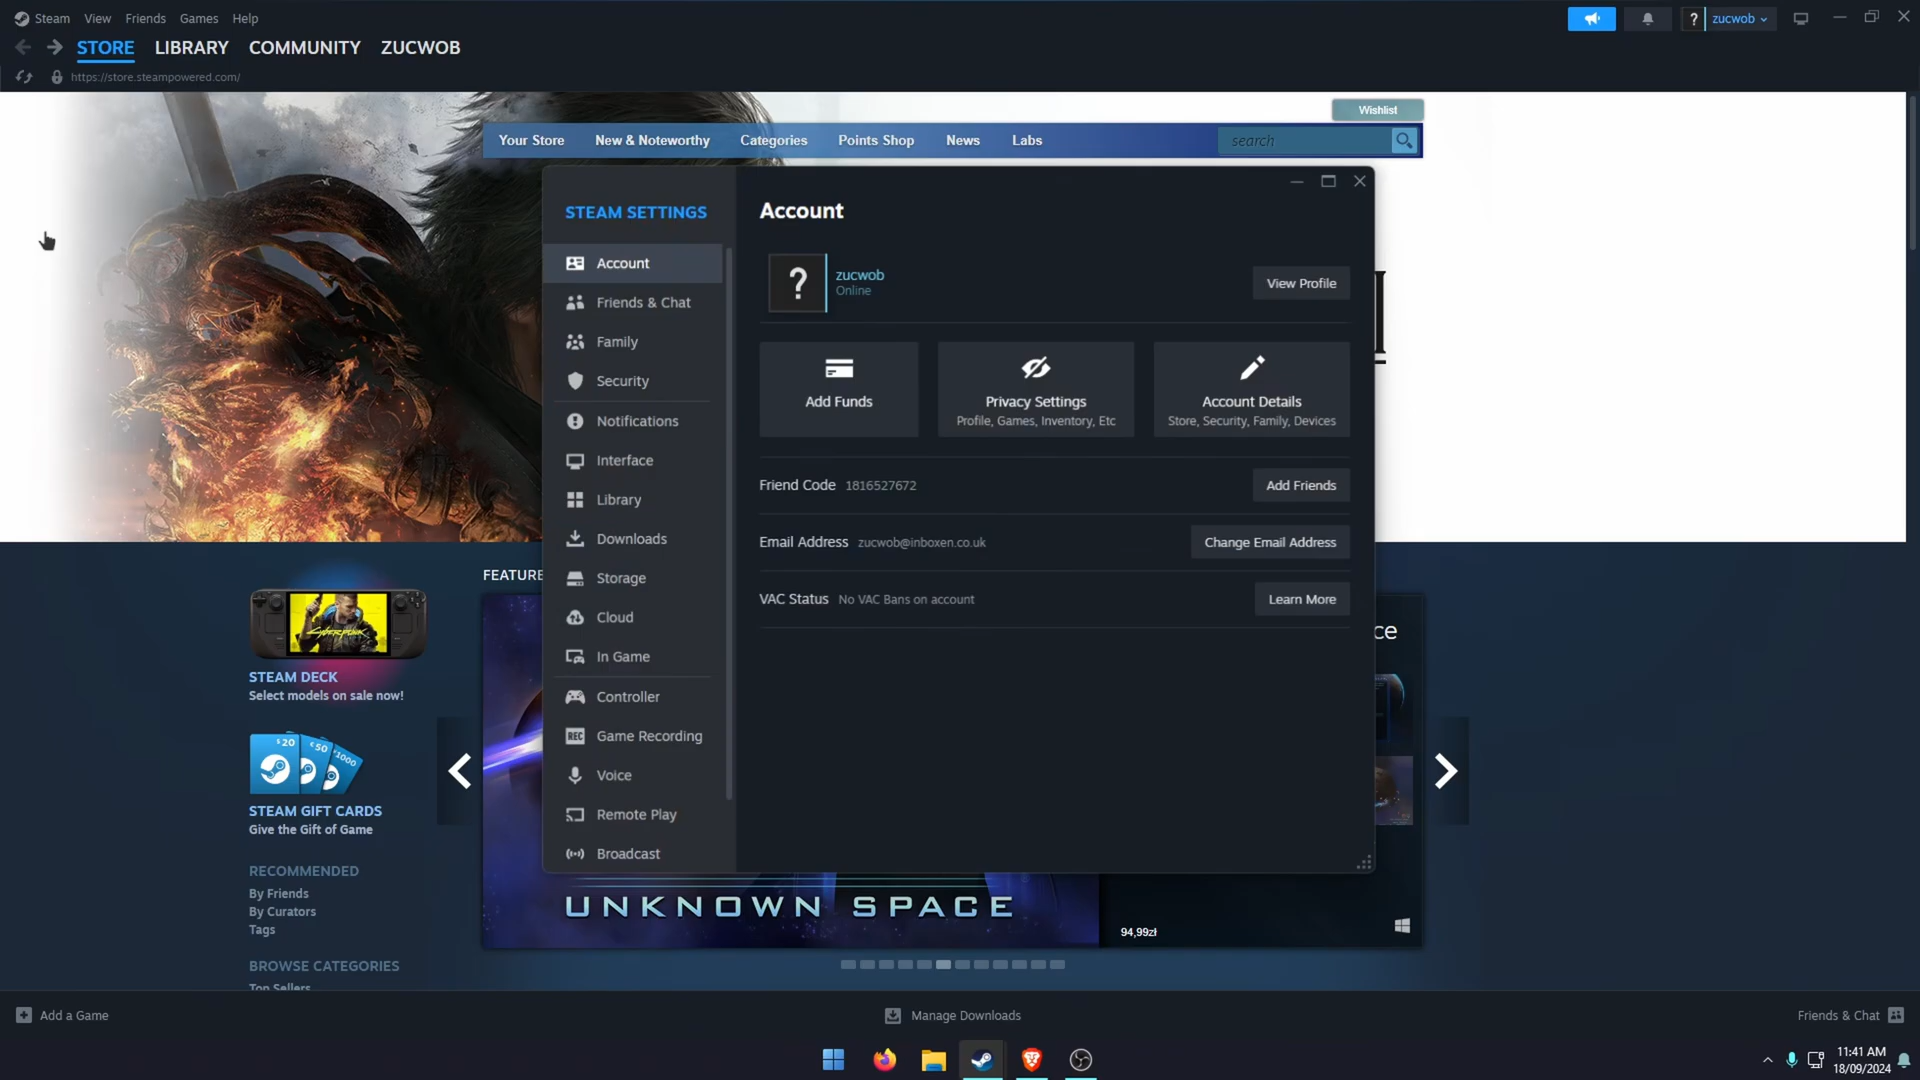 Steam View Friends Games Help
zucwob
STORE LIBRARY COMMUNITY ZUCWOB
https://store.steampowered.com/
Wishlist
Your Store New & Noteworthy Categories Points Shop News Labs search
STEAM SETTINGS
Account
Friends & Chat
Family
Security
Notifications
Interface
Library
Downloads
Storage
Cloud
In Game
Controller
Game Recording
Voice
Remote Play
Broadcast
Account
?
zucwob
Online
View Profile
Add Funds
Privacy Settings
Profile, Games, Inventory, Etc
Account Details
Store, Security, Family, Devices
Friend Code 1816527672 Add Friends
Email Address zucwob@inboxen.co.uk Change Email Address
VAC Status No VAC Bans on account Learn More
FEATURE
ce
STEAM DECK
Select models on sale now!
$20 €50 ¥1000
STEAM GIFT CARDS
Give the Gift of Game
RECOMMENDED
By Friends
By Curators
Tags
BROWSE CATEGORIES
Top Sellers
UNKNOWN SPACE
94,99zł
Add a Game Manage Downloads Friends & Chat
11:41 AM
18/09/2024